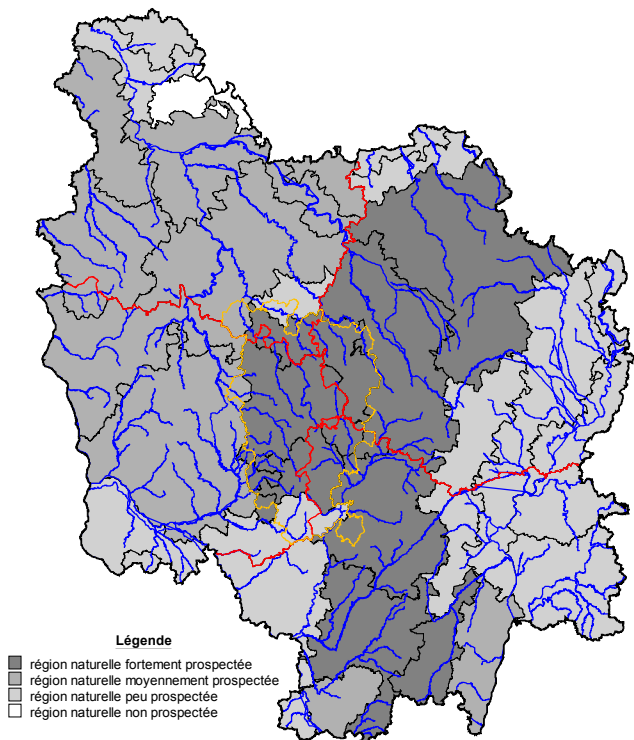 Légende
région naturelle fortement prospectée
région naturelle moyennement prospectée
région naturelle peu prospectée
région naturelle non prospectée